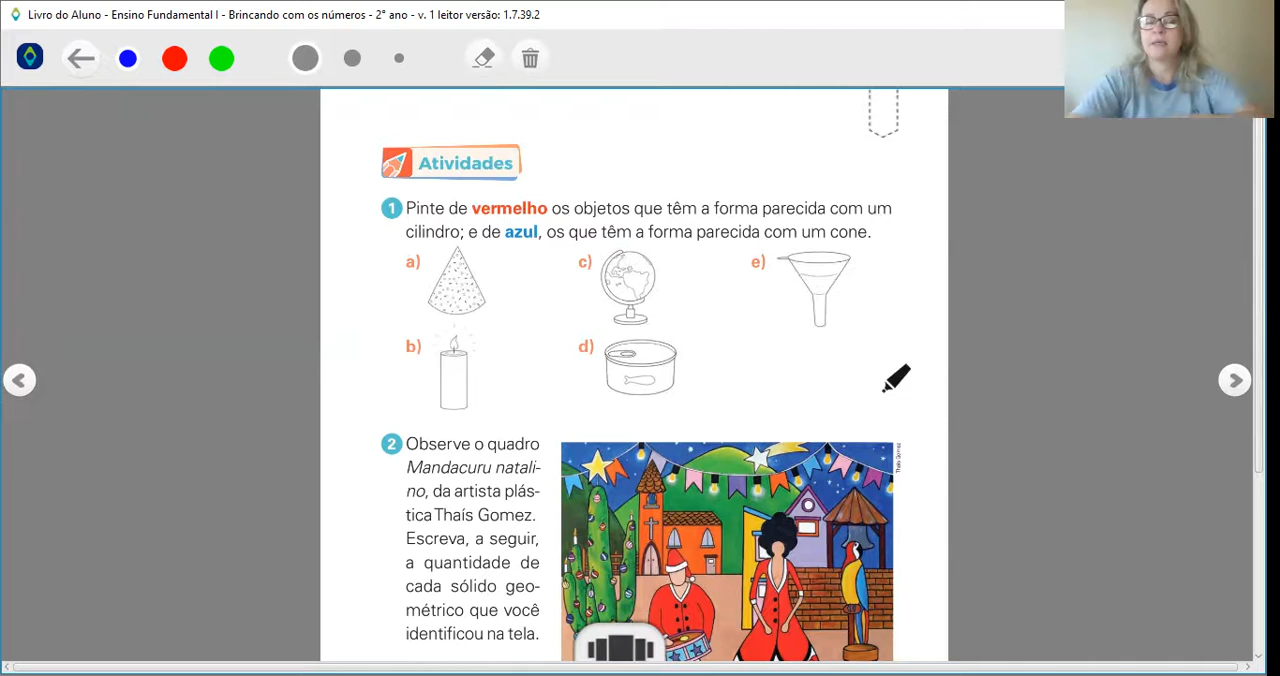 Livro do Aluno - Ensino Fundamental I - Brincando com os números - 2° ano - v. 1 leitor versão: 1.7.39.2
Atividades
1 Pinte de vermelho os objetos que têm a forma parecida com um
cilindro; e de azul, os que têm a forma parecida com um cone.
a) c) e)
b) d)
2 Observe o quadro
Mandacuru natali-
no, da artista plás-
tica Thaís Gomez.
Escreva, a seguir,
a quantidade de
cada sólido geo-
métrico que você
identificou na tela.
Thaís Gomez